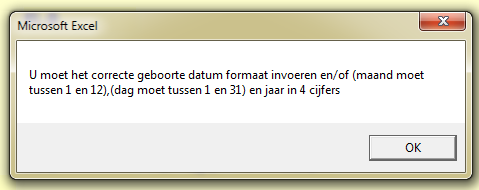 Microsoft Excel
U moet het correcte geboorte datum formaat invoeren en/of (maand moet
tussen 1 en 12),(dag moet tussen 1 en 31) en jaar in 4 cijfers
OK